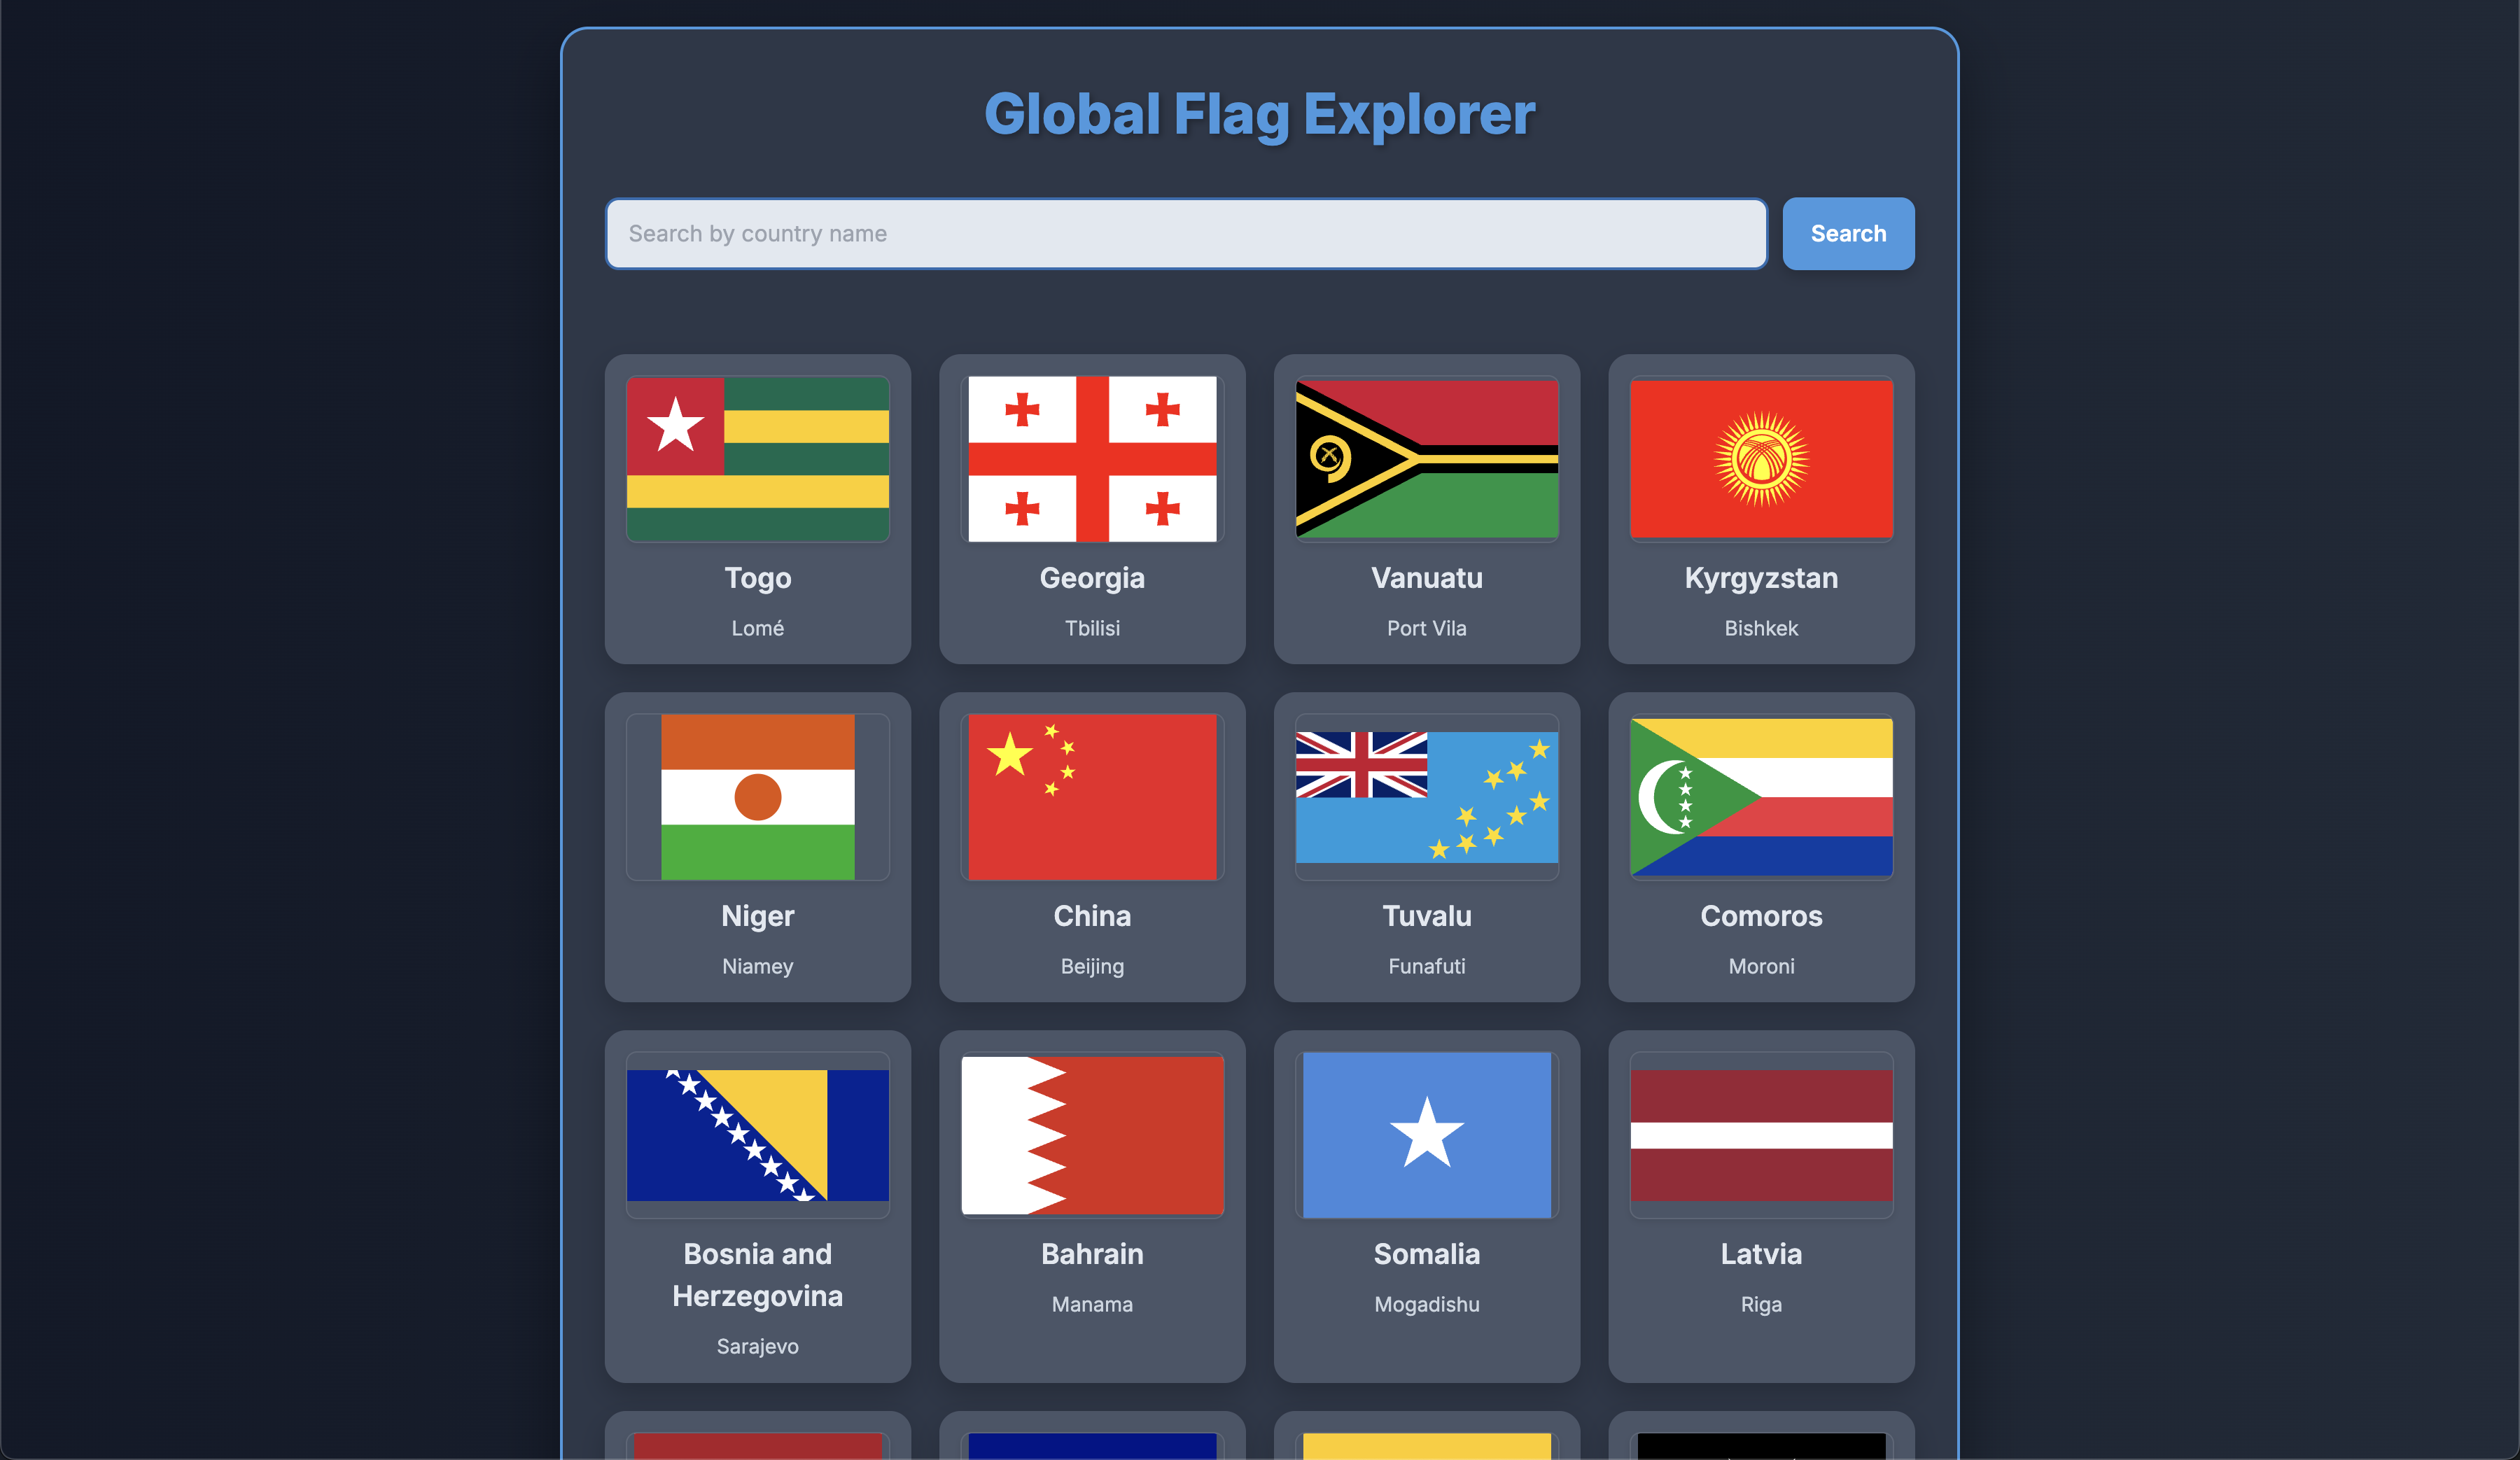 Global Flag Explorer
Search by country name
Search
Togo
Lomé
Georgia
Tbilisi
Vanuatu
Port Vila
Kyrgyzstan
Bishkek
Niger
Niamey
China
Beijing
Tuvalu
Funafuti
Comoros
Moroni
Bosnia and
Herzegovina
Sarajevo
Bahrain
Manama
Somalia
Mogadishu
Latvia
Riga